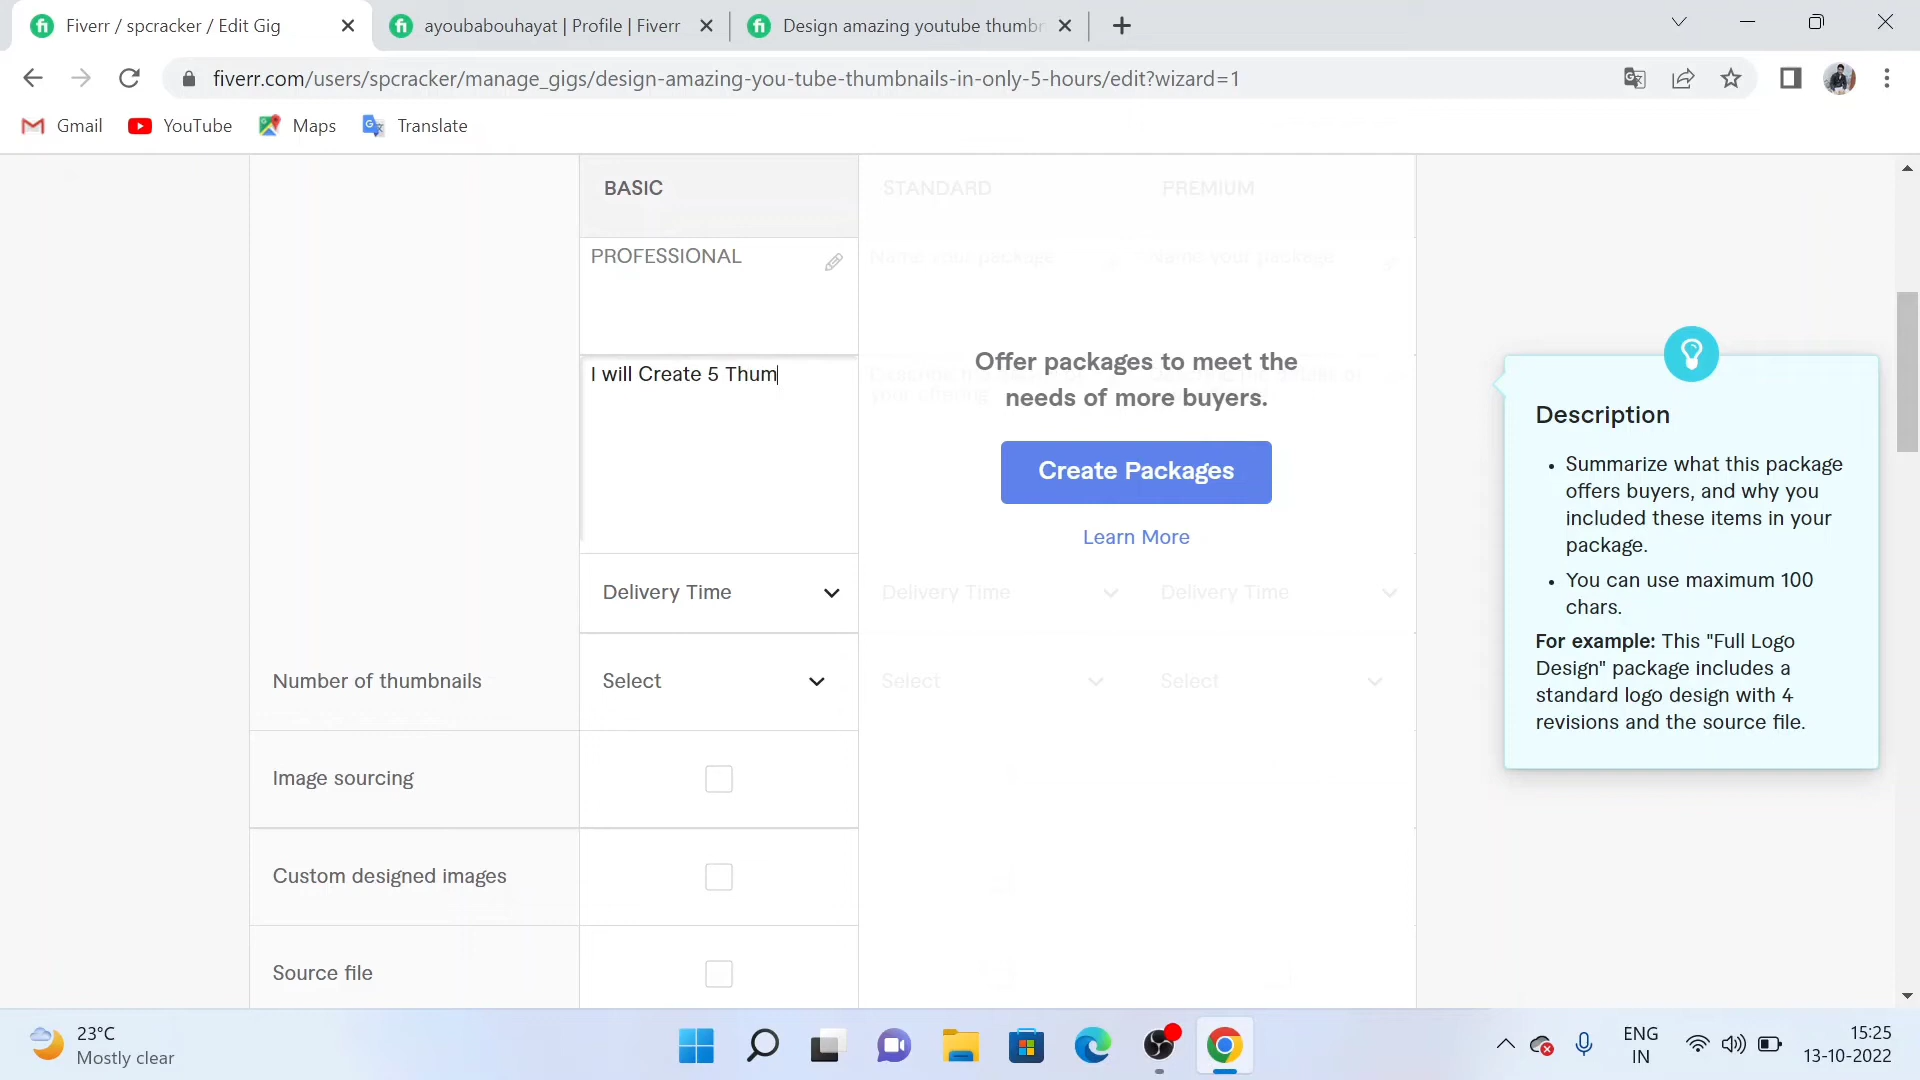 Fiverr / spcracker / Edit Gig
ayoubabouhayat | Profile | Fiverr
Design amazing youtube thumbn
fiverr.com/users/spcracker/manage_gigs/design-amazing-you-tube-thumbnails-in-only-5-hours/edit?wizard=1
Gmail
YouTube
Maps
Translate
BASIC
STANDARD
PREMIUM
PROFESSIONAL
Name your package
Name your package
I will Create 5 Thum
Offer packages to meet the
needs of more buyers.
Create Packages
Learn More
Delivery Time
Delivery Time
Delivery Time
Number of thumbnails
Select
Select
Select
Image sourcing
Custom designed images
Source file
Description
• Summarize what this package
offers buyers, and why you
included these items in your
package.
• You can use maximum 100
chars.
For example: This "Full Logo
Design" package includes a
standard logo design with 4
revisions and the source file.
23°C
Mostly clear
ENG
IN
15:25
13-10-2022